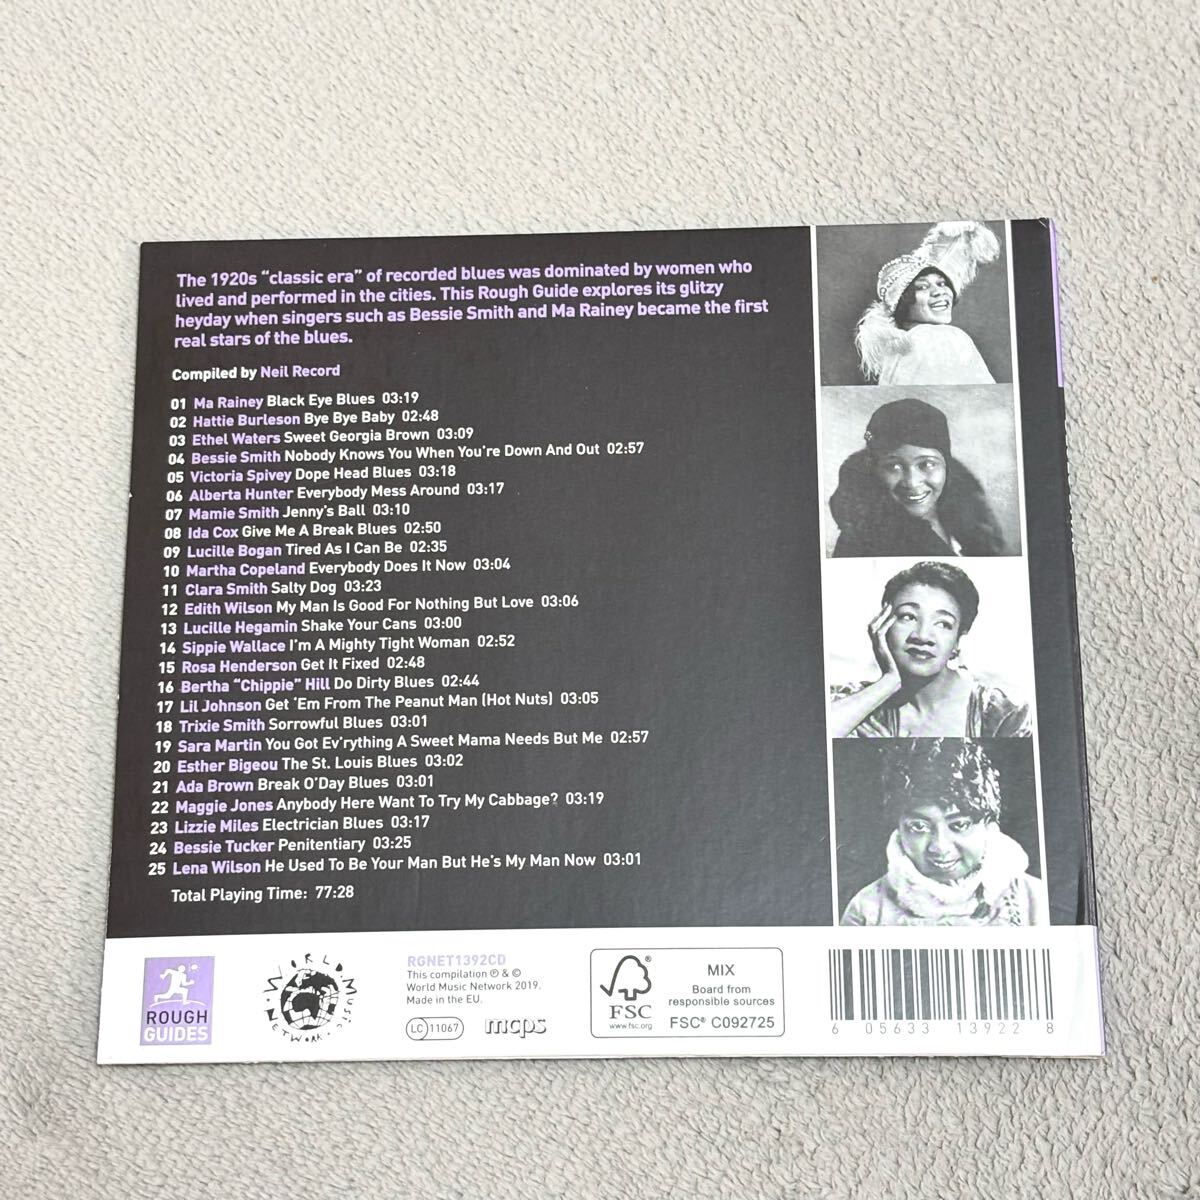 The 1920s “classic era” of recorded blues was dominated by women who
lived and performed in the cities. This Rough Guide explores its glitzy
heyday when singers such as Bessie Smith and Ma Rainey became the first
real stars of the blues.
Compiled by Neil Record
01 Ma Rainey Black Eye Blues 03:19
02 Hattie Burleson Bye Bye Baby 02:48
03 Ethel Waters Sweet Georgia Brown 03:09
04 Bessie Smith Nobody Knows You When You're Down And Out 02:57
05 Victoria Spivey Dope Head Blues 03:18
06 Alberta Hunter Everybody Mess Around 03:17
07 Mamie Smith Jenny's Ball 03:10
08 Ida Cox Give Me A Break Blues 02:50
09 Lucille Bogan Tired As I Can Be 02:35
10 Martha Copeland Everybody Does It Now 03:04
11 Clara Smith Salty Dog 03:23
12 Edith Wilson My Man Is Good For Nothing But Love 03:06
13 Lucille Hegamin Shake Your Cans 03:00
14 Sippie Wallace I'm A Mighty Tight Woman 02:52
15 Rosa Henderson Get It Fixed 02:48
16 Bertha “Chippie” Hill Do Dirty Blues 02:44
17 Lil Johnson Get 'Em From The Peanut Man (Hot Nuts) 03:05
18 Trixie Smith Sorrowful Blues 03:01
19 Sara Martin You Got Ev'rything A Sweet Mama Needs But Me 02:57
20 Esther Bigeou The St. Louis Blues 03:02
21 Ada Brown Break O'Day Blues 03:01
22 Maggie Jones Anybody Here Want To Try My Cabbage? 03:19
23 Lizzie Miles Electrician Blues 03:17
24 Bessie Tucker Penitentiary 03:25
25 Lena Wilson He Used To Be Your Man But He's My Man Now 03:01
Total Playing Time: 77:28
ROUGH
GUIDES
WORLD MUSIC NETWORK
RGNET1392CD
This compilation ℗ & ©
World Music Network 2019.
Made in the EU.
LC 11067
mcps
FSC
www.fsc.org
MIX
Board from
responsible sources
FSC® C092725
6 05633 13922 8